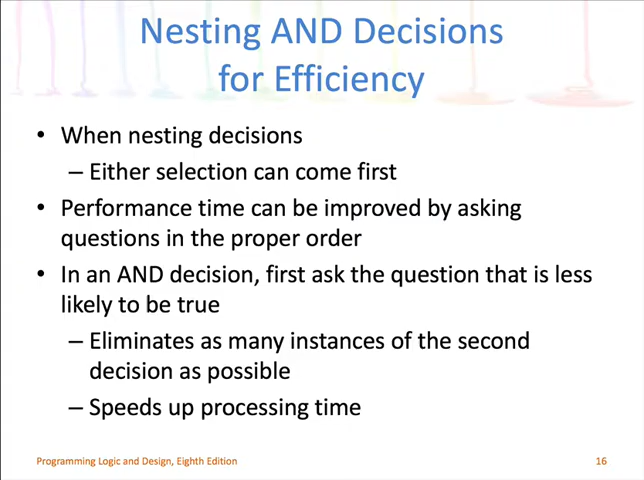 Nesting AND Decisions
for Efficiency
• When nesting decisions
– Either selection can come first
• Performance time can be improved by asking
questions in the proper order
• In an AND decision, first ask the question that is less
likely to be true
– Eliminates as many instances of the second
decision as possible
– Speeds up processing time
Programming Logic and Design, Eighth Edition
16